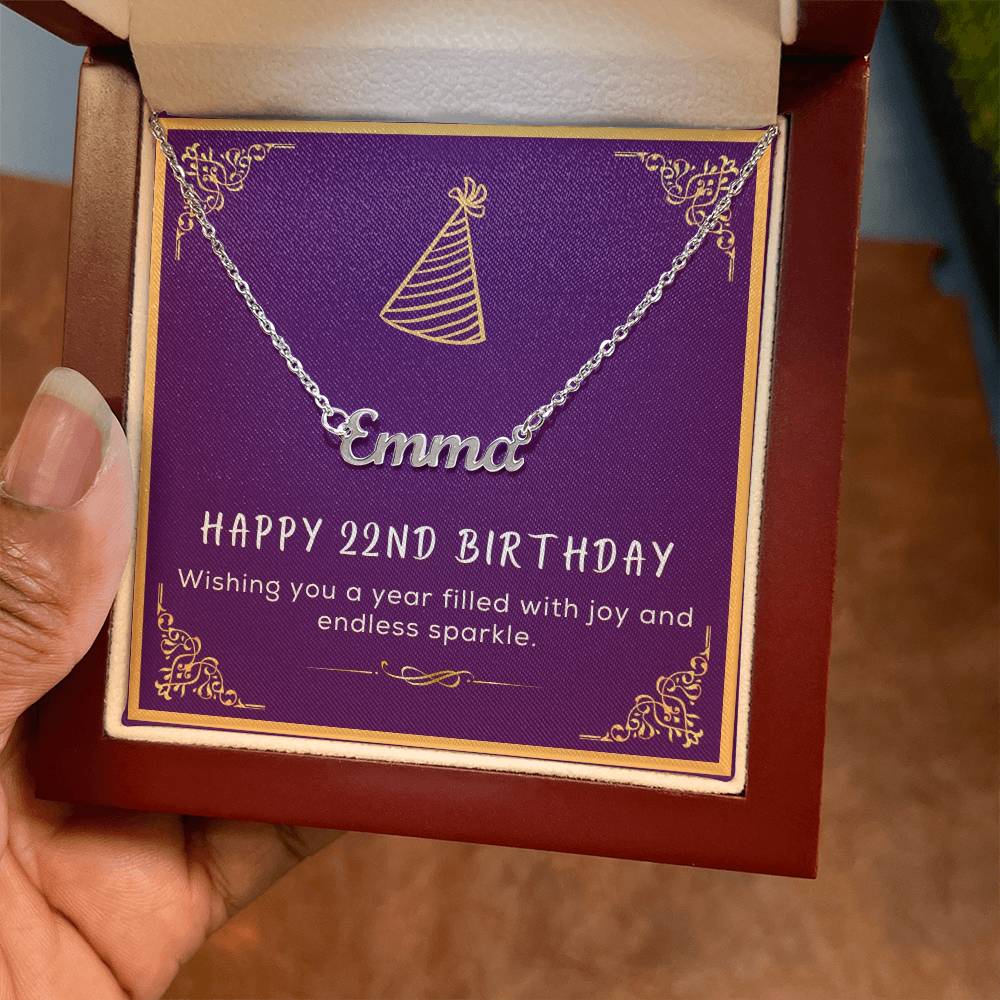 Emma
HAPPY 22ND BIRTHDAY
Wishing you a year filled with joy and
endless sparkle.